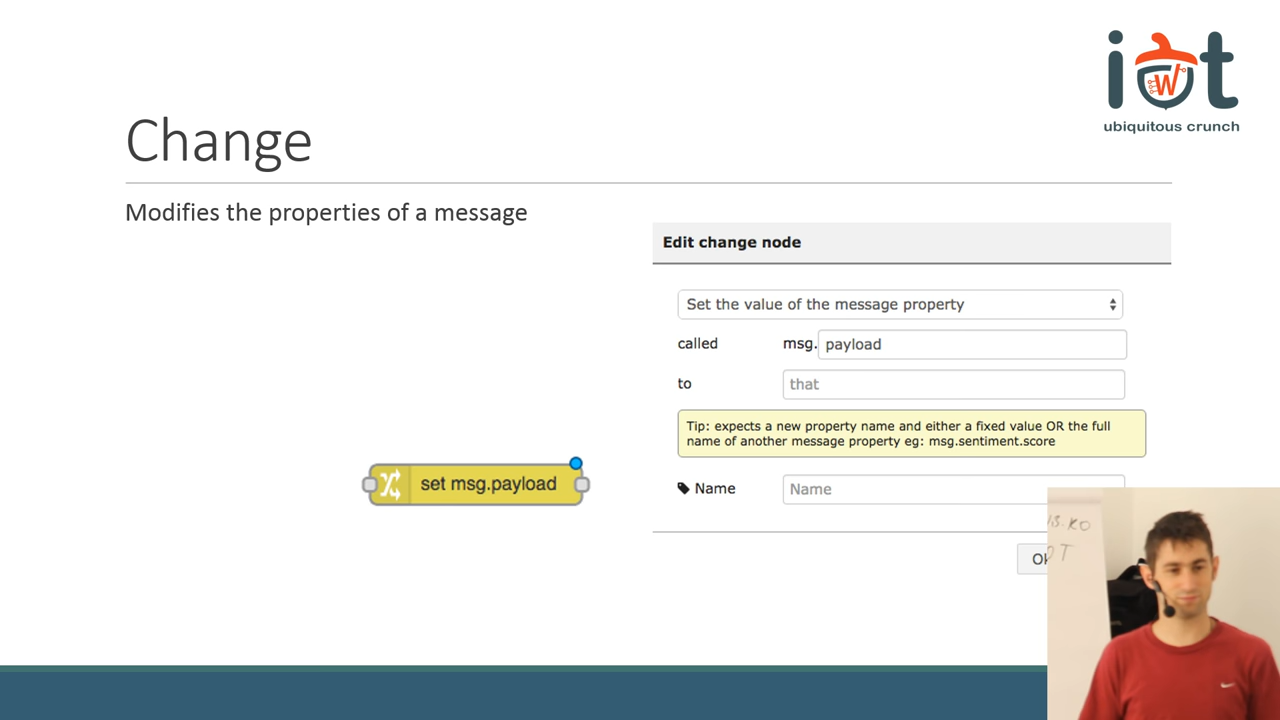 iot
W
ubiquitous crunch
Change
Modifies the properties of a message
Edit change node
Set the value of the message property
called msg. payload
to that
Tip: expects a new property name and either a fixed value OR the full
name of another message property eg: msg.sentiment.score
set msg.payload
Name Name